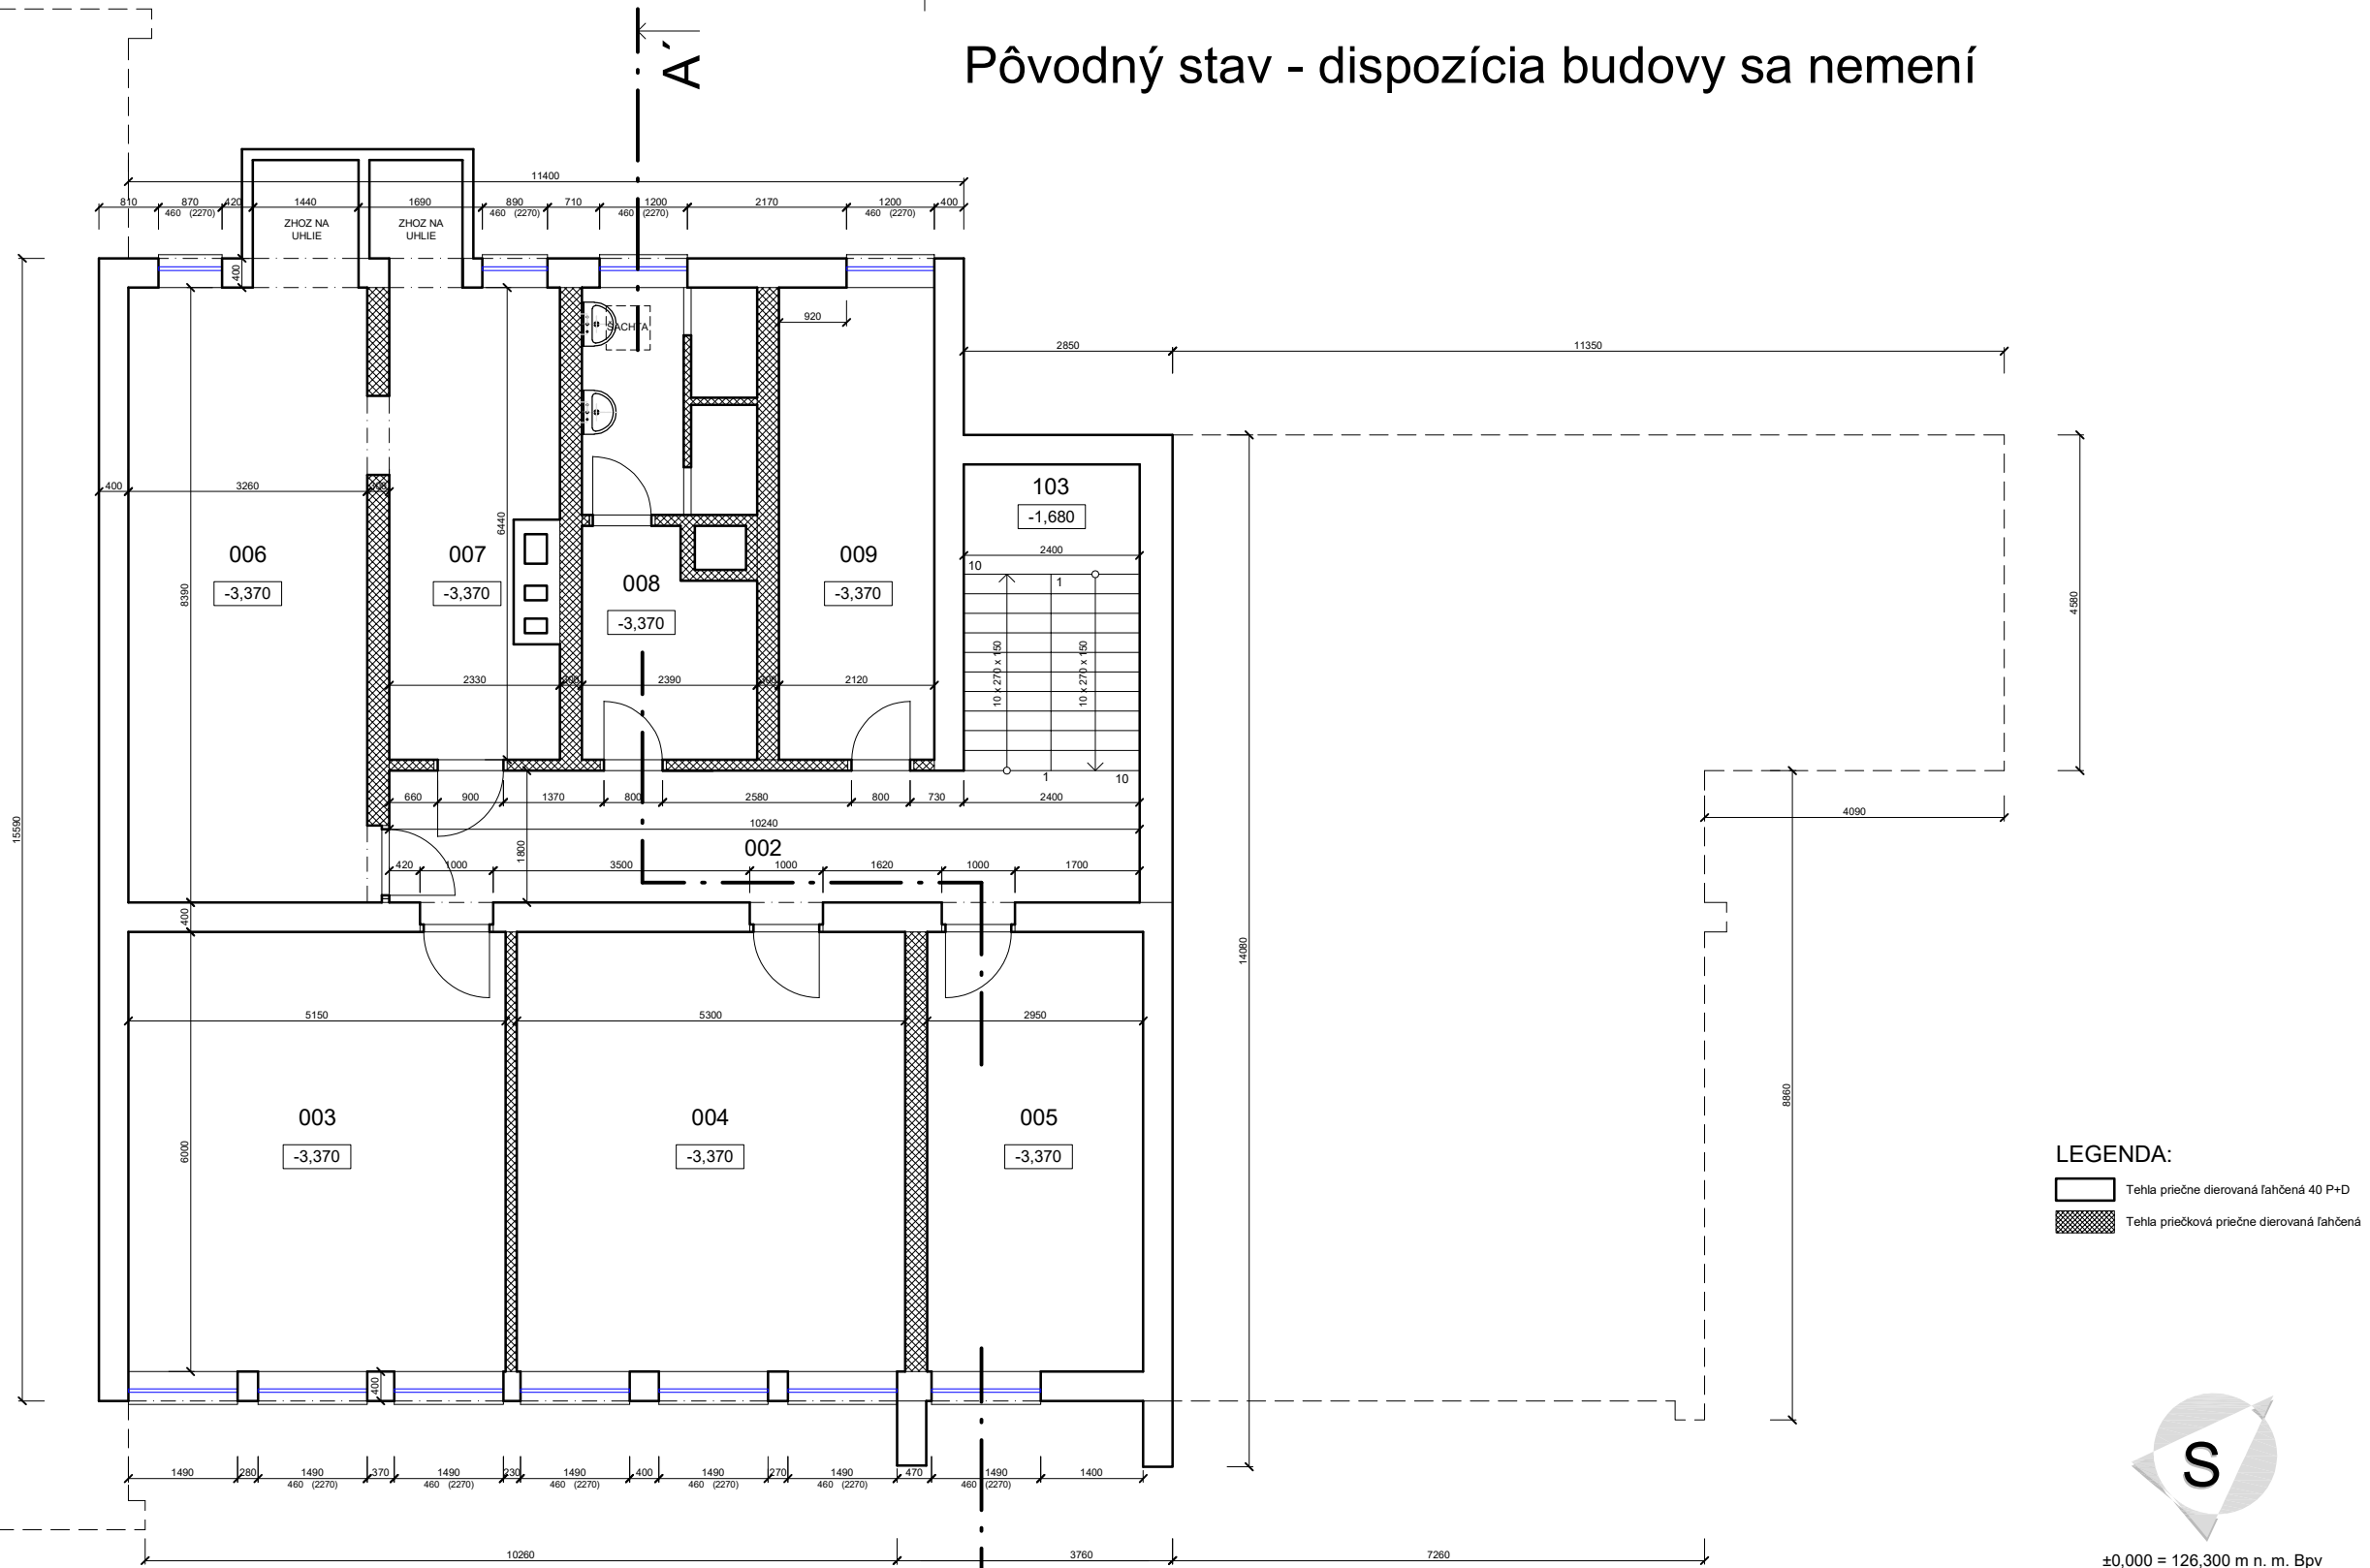 A´
Pôvodný stav - dispozícia budovy sa nemení
11400
810 870 420 1440 1690 890 710 1200 2170 1200 400
460 (2270) 460 (2270) 460 (2270) 460 (2270)
ZHOZ NA
UHLIE
ZHOZ NA
UHLIE
400
ŠACHTA
920
2850 11350
400 3260 300
103
-1,680
6440
2400
006
-3,370
007
-3,370
008
-3,370
009
-3,370
10
1
8390
4580
10 x 270 x 150
10 x 270 x 150
2330 300 2390 300 2120
1
10
660 900 1370 800 2580 800 730 2400
4090
10240
15590
1800
002
420 1000 3500 1000 1620 1000 1700
400
14080
5150 5300 2950
8860
003
-3,370
004
-3,370
005
-3,370
6000
LEGENDA:
Tehla priečne dierovaná ľahčená 40 P+D
Tehla priečková priečne dierovaná ľahčená
400
1490 280 1490 370 1490 230 1490 400 1490 270 1490 470 1490 1400
460 (2270) 460 (2270) 460 (2270) 460 (2270) 460 (2270) 460 (2270)
S
10260 3760 7260
±0,000 = 126,300 m n. m. Bpv